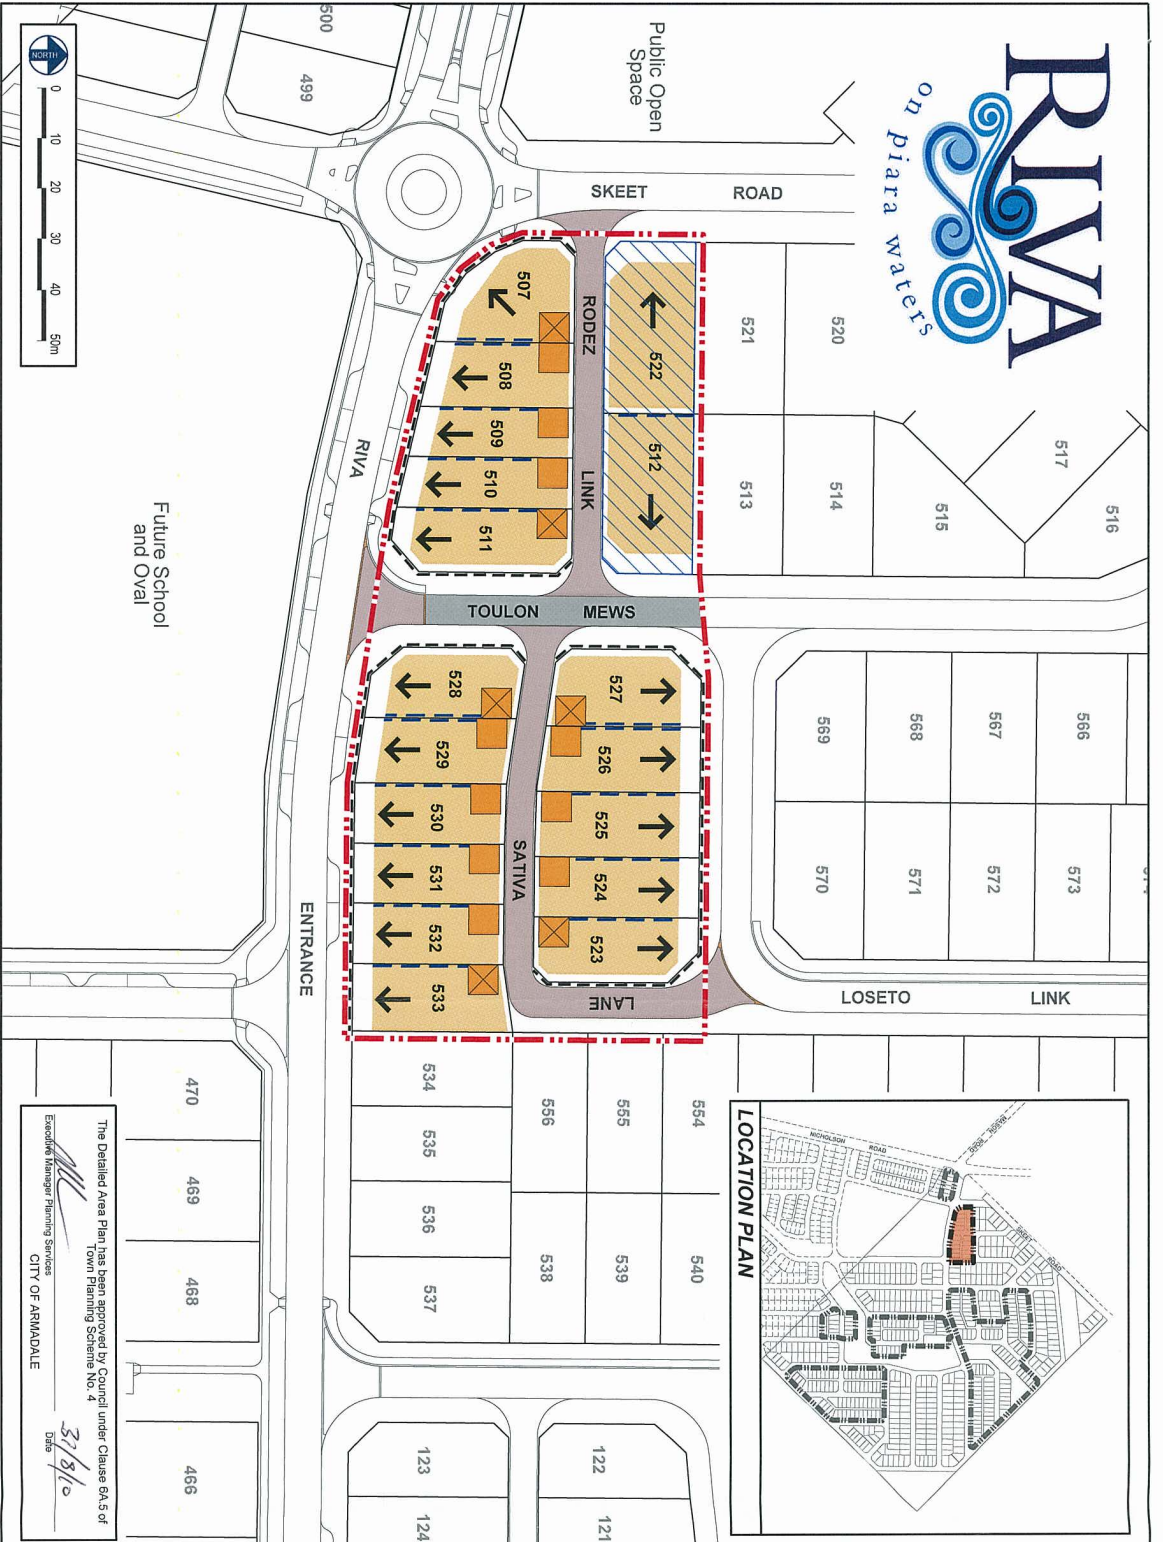 RIVA
on piara waters
Public Open
Space
500
499
SKEET ROAD
520
521
517
516
515
514
513
522
512
RODEZ LINK
507
508
509
510
511
RIVA ENTRANCE
Future School
and Oval
TOULON MEWS
528
529
530
531
532
533
527
526
525
524
523
SATIVA LANE
569
568
567
566
570
571
572
573
LOSETO LINK
534
535
536
537
556
555
554
538
539
540
470
469
468
466
123
124
122
121
NORTH
0 10 20 30 40 50m
LOCATION PLAN
NICHOLSON ROAD
MASON ROAD
SKEET ROAD
The Detailed Area Plan has been approved by Council under Clause 6A.5 of
Town Planning Scheme No. 4
Executive Manager Planning Services
CITY OF ARMADALE
Date